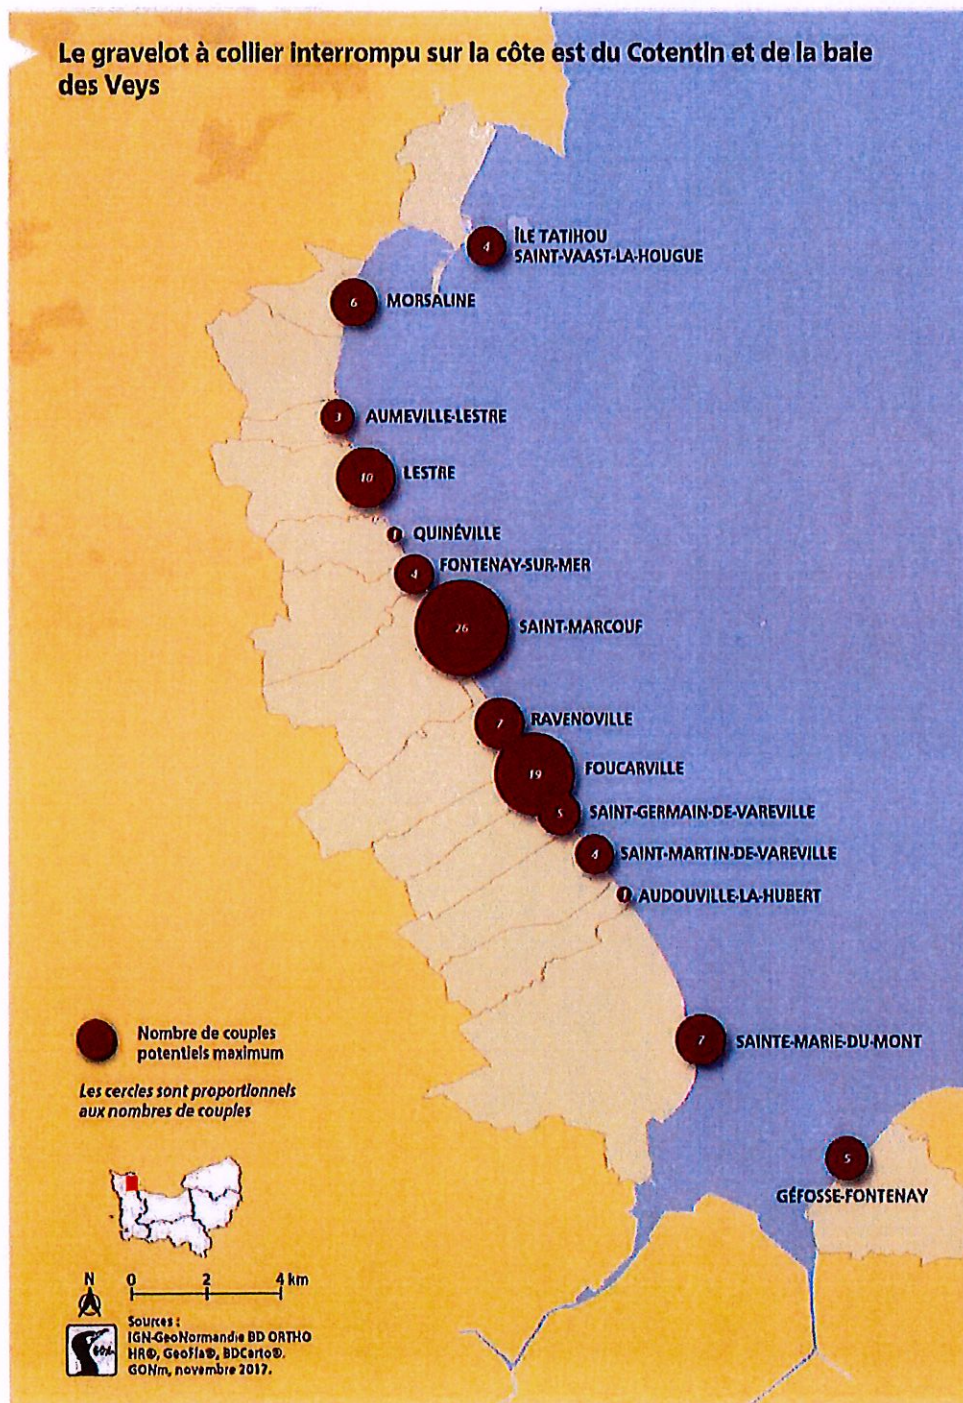 Le gravelot à collier interrompu sur la côte est du Cotentin et de la baie
des Veys
4
ÎLE TATIHOU
SAINT-VAAST-LA-HOUGUE
6
MORSALINE
3
AUMEVILLE-LESTRE
10
LESTRE
1
QUINÉVILLE
4
FONTENAY-SUR-MER
26
SAINT-MARCOUF
7
RAVENOVILLE
19
FOUCARVILLE
5
SAINT-GERMAIN-DE-VAREVILLE
4
SAINT-MARTIN-DE-VAREVILLE
1
AUDOUVILLE-LA-HUBERT
7
SAINTE-MARIE-DU-MONT
5
GÉFOSSE-FONTENAY
Nombre de couples
potentiels maximum
Les cercles sont proportionnels
aux nombres de couples
N
0 2 4 km
Sources :
IGN-GeoNormandie BD ORTHO
HR®, GeoFla®, BDCarto®.
GONm, novembre 2017.